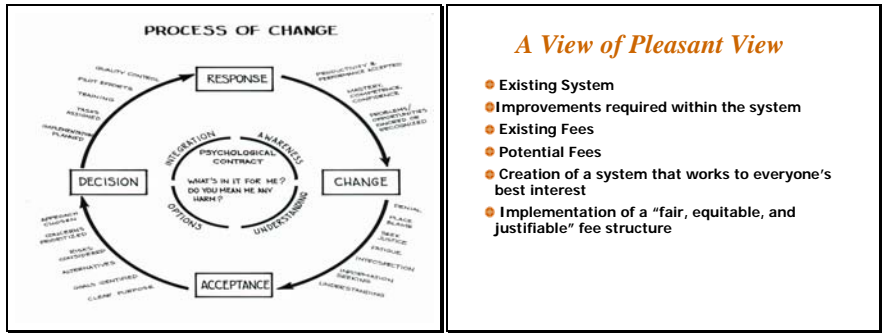 PROCESS OF CHANGE
RESPONSE
PRODUCTIVITY &
PERFORMANCE ACCEPTED
MASTERY,
COMPETENCE,
CONFIDENCE
PROBLEMS/
OPPORTUNITIES
IGNORED OR
RECOGNIZED
CHANGE
DENIAL
PLACE
BLAME
SEEK
JUSTICE
FATIGUE
INTROSPECTION
INFORMATION
SEEKING
UNDERSTANDING
ACCEPTANCE
CLEAR PURPOSE
GOALS IDENTIFIED
ALTERNATIVES
RISKS
CONSIDERED
CONCERNS
PRIORITIZED
APPROACH
CHOSEN
DECISION
IMPLEMENTATION
PLANNED
TASKS
ASSIGNED
TRAINING
PILOT EFFORTS
QUALITY CONTROL
INTEGRATION
AWARENESS
PSYCHOLOGICAL
CONTRACT
WHAT'S IN IT FOR ME?
DO YOU MEAN ME ANY
HARM?
OPTIONS
UNDERSTANDING
A View of Pleasant View
Existing System
Improvements required within the system
Existing Fees
Potential Fees
Creation of a system that works to everyone's
best interest
Implementation of a "fair, equitable, and
justifiable" fee structure